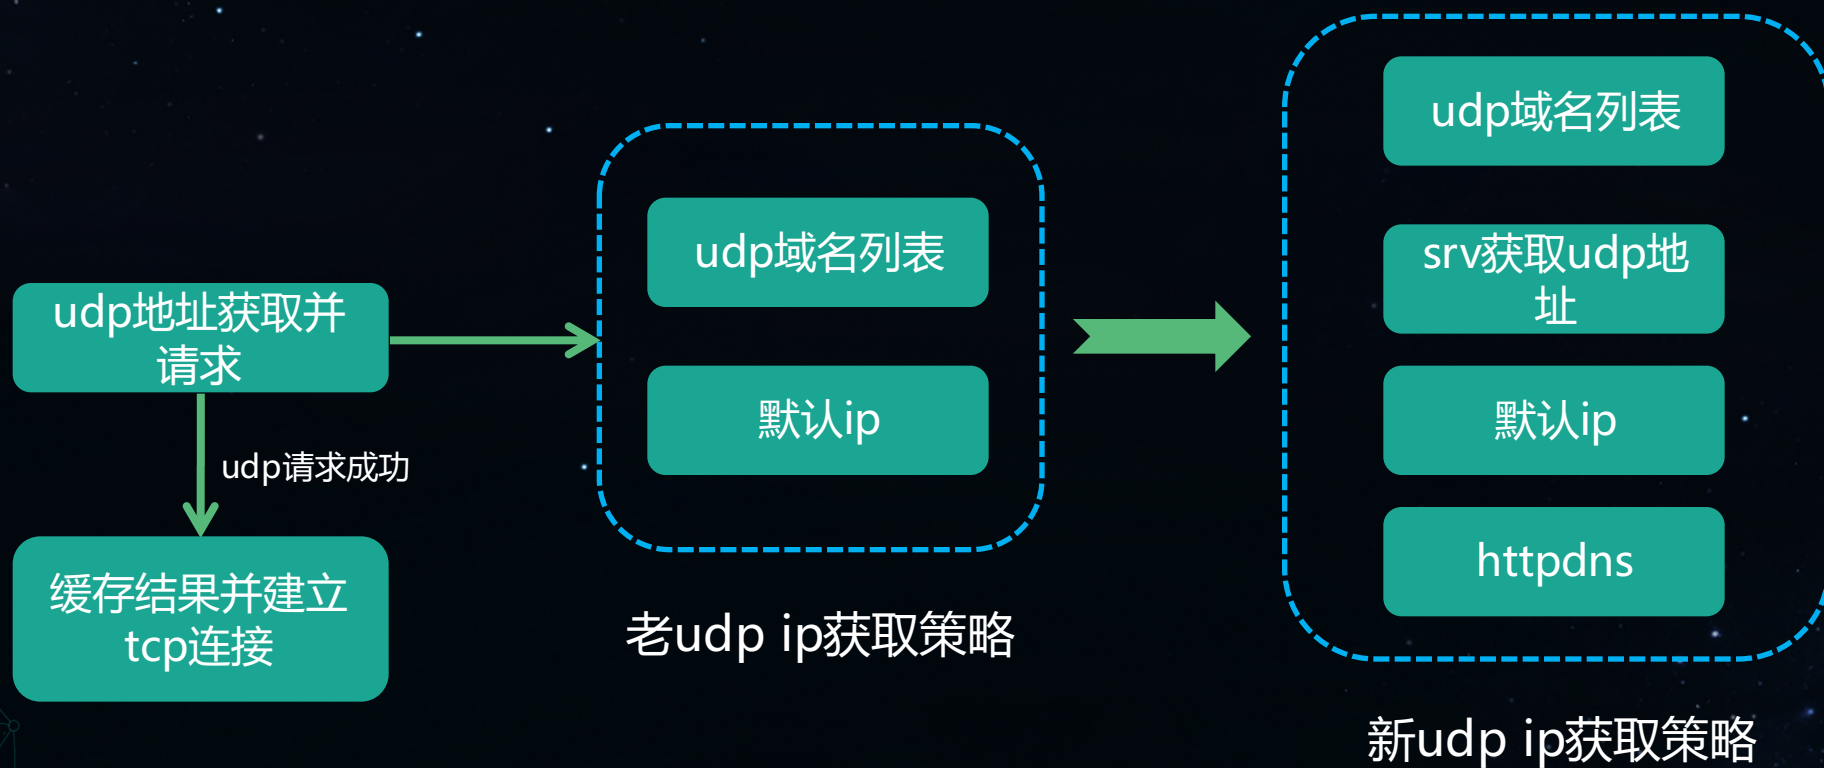 udp地址获取并
请求
udp请求成功
缓存结果并建立
tcp连接
udp域名列表
默认ip
老udp ip获取策略
udp域名列表
srv获取udp地
址
默认ip
httpdns
新udp ip获取策略